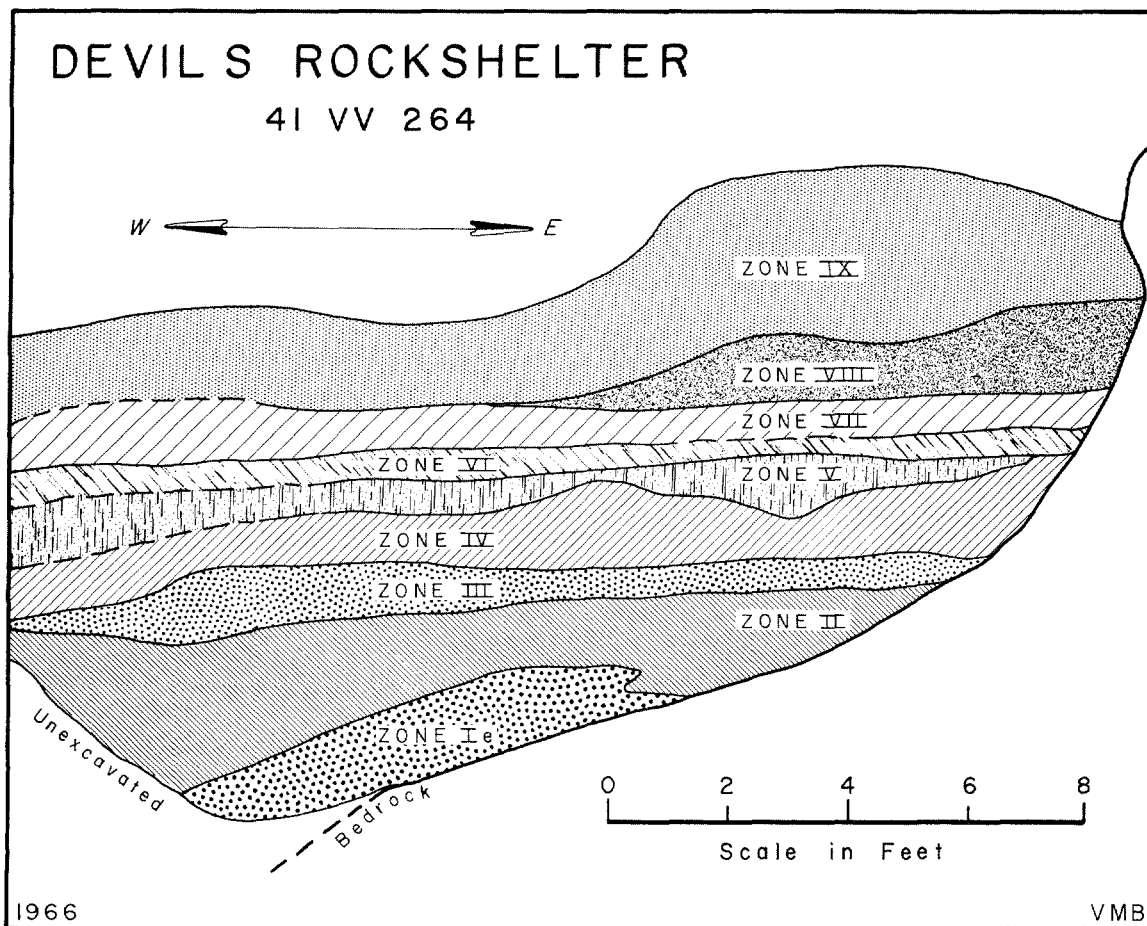 DEVILS ROCKSHELTER
41 VV 264
W E
ZONE IX
ZONE VIII
ZONE VII
ZONE VI
ZONE V
ZONE IV
ZONE III
ZONE II
ZONE Ie
Unexcavated
Bedrock
0 2 4 6 8
Scale in Feet
1966 VMB